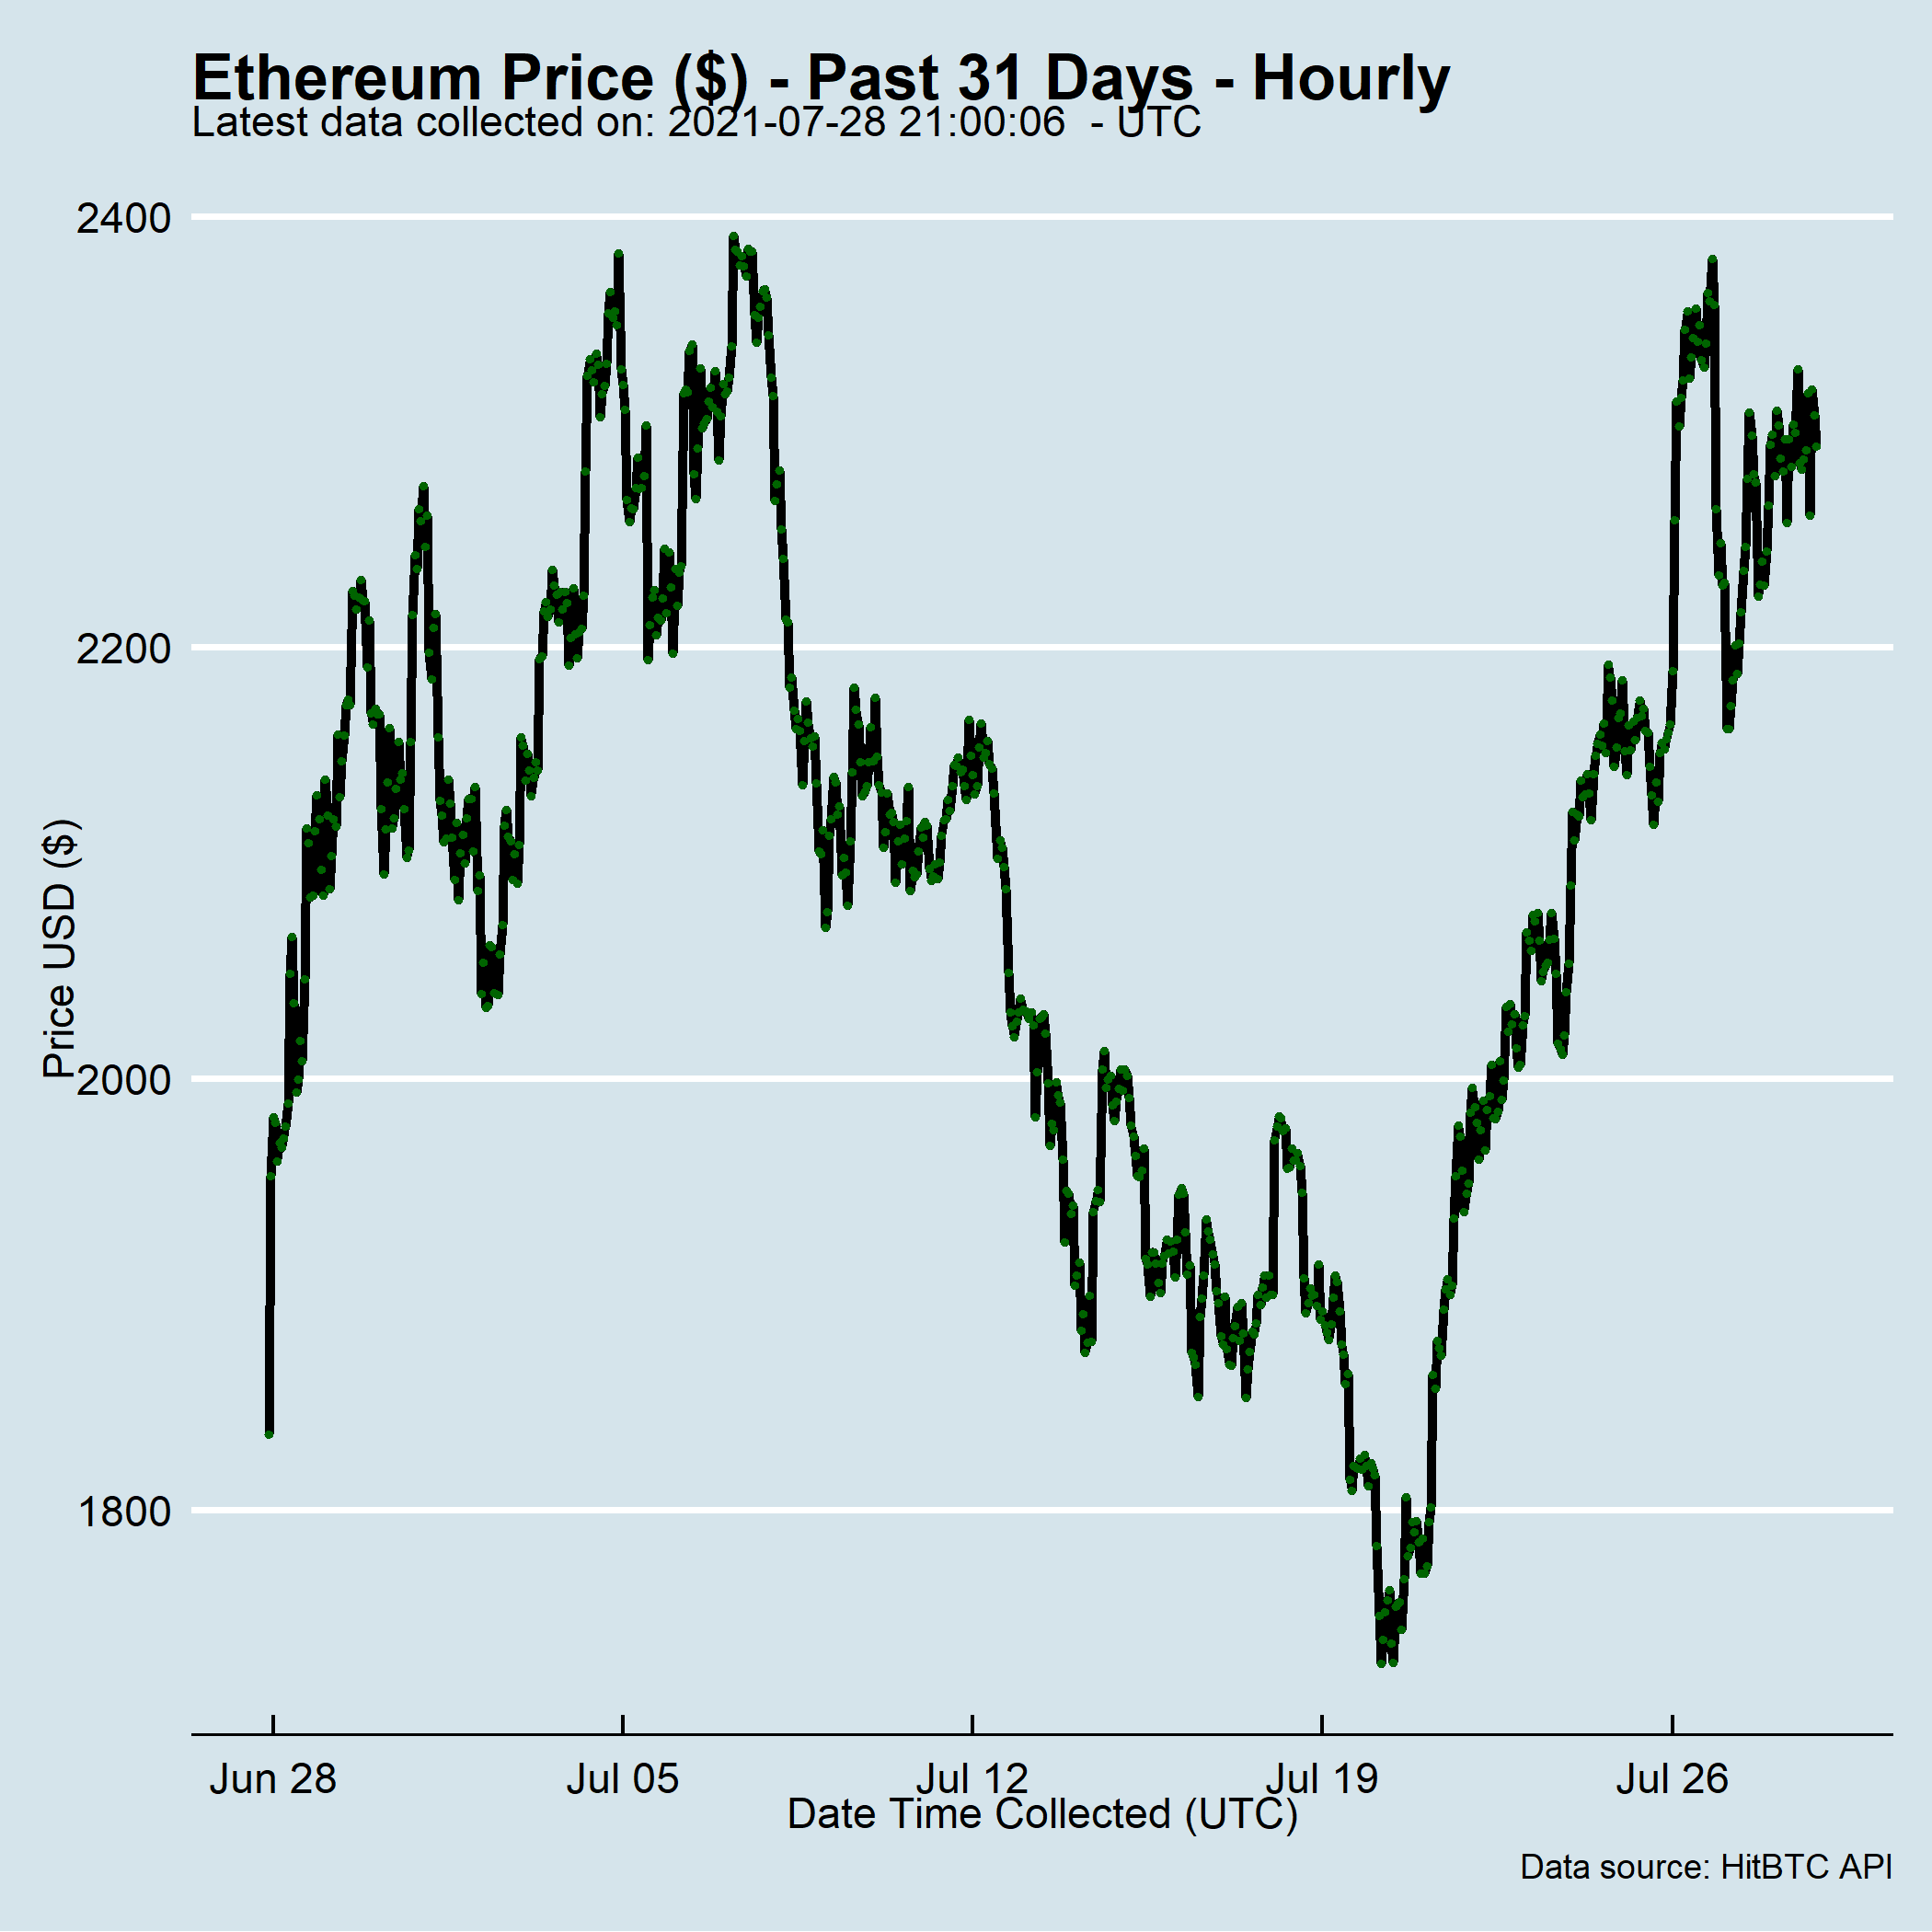 Ethereum Price ($) - Past 31 Days - Hourly
Latest data collected on: 2021-07-28 21:00:06  - UTC
2400
2200
2000
1800
Price USD ($)
Jun 28
Jul 05
Jul 12
Jul 19
Jul 26
Date Time Collected (UTC)
Data source: HitBTC API